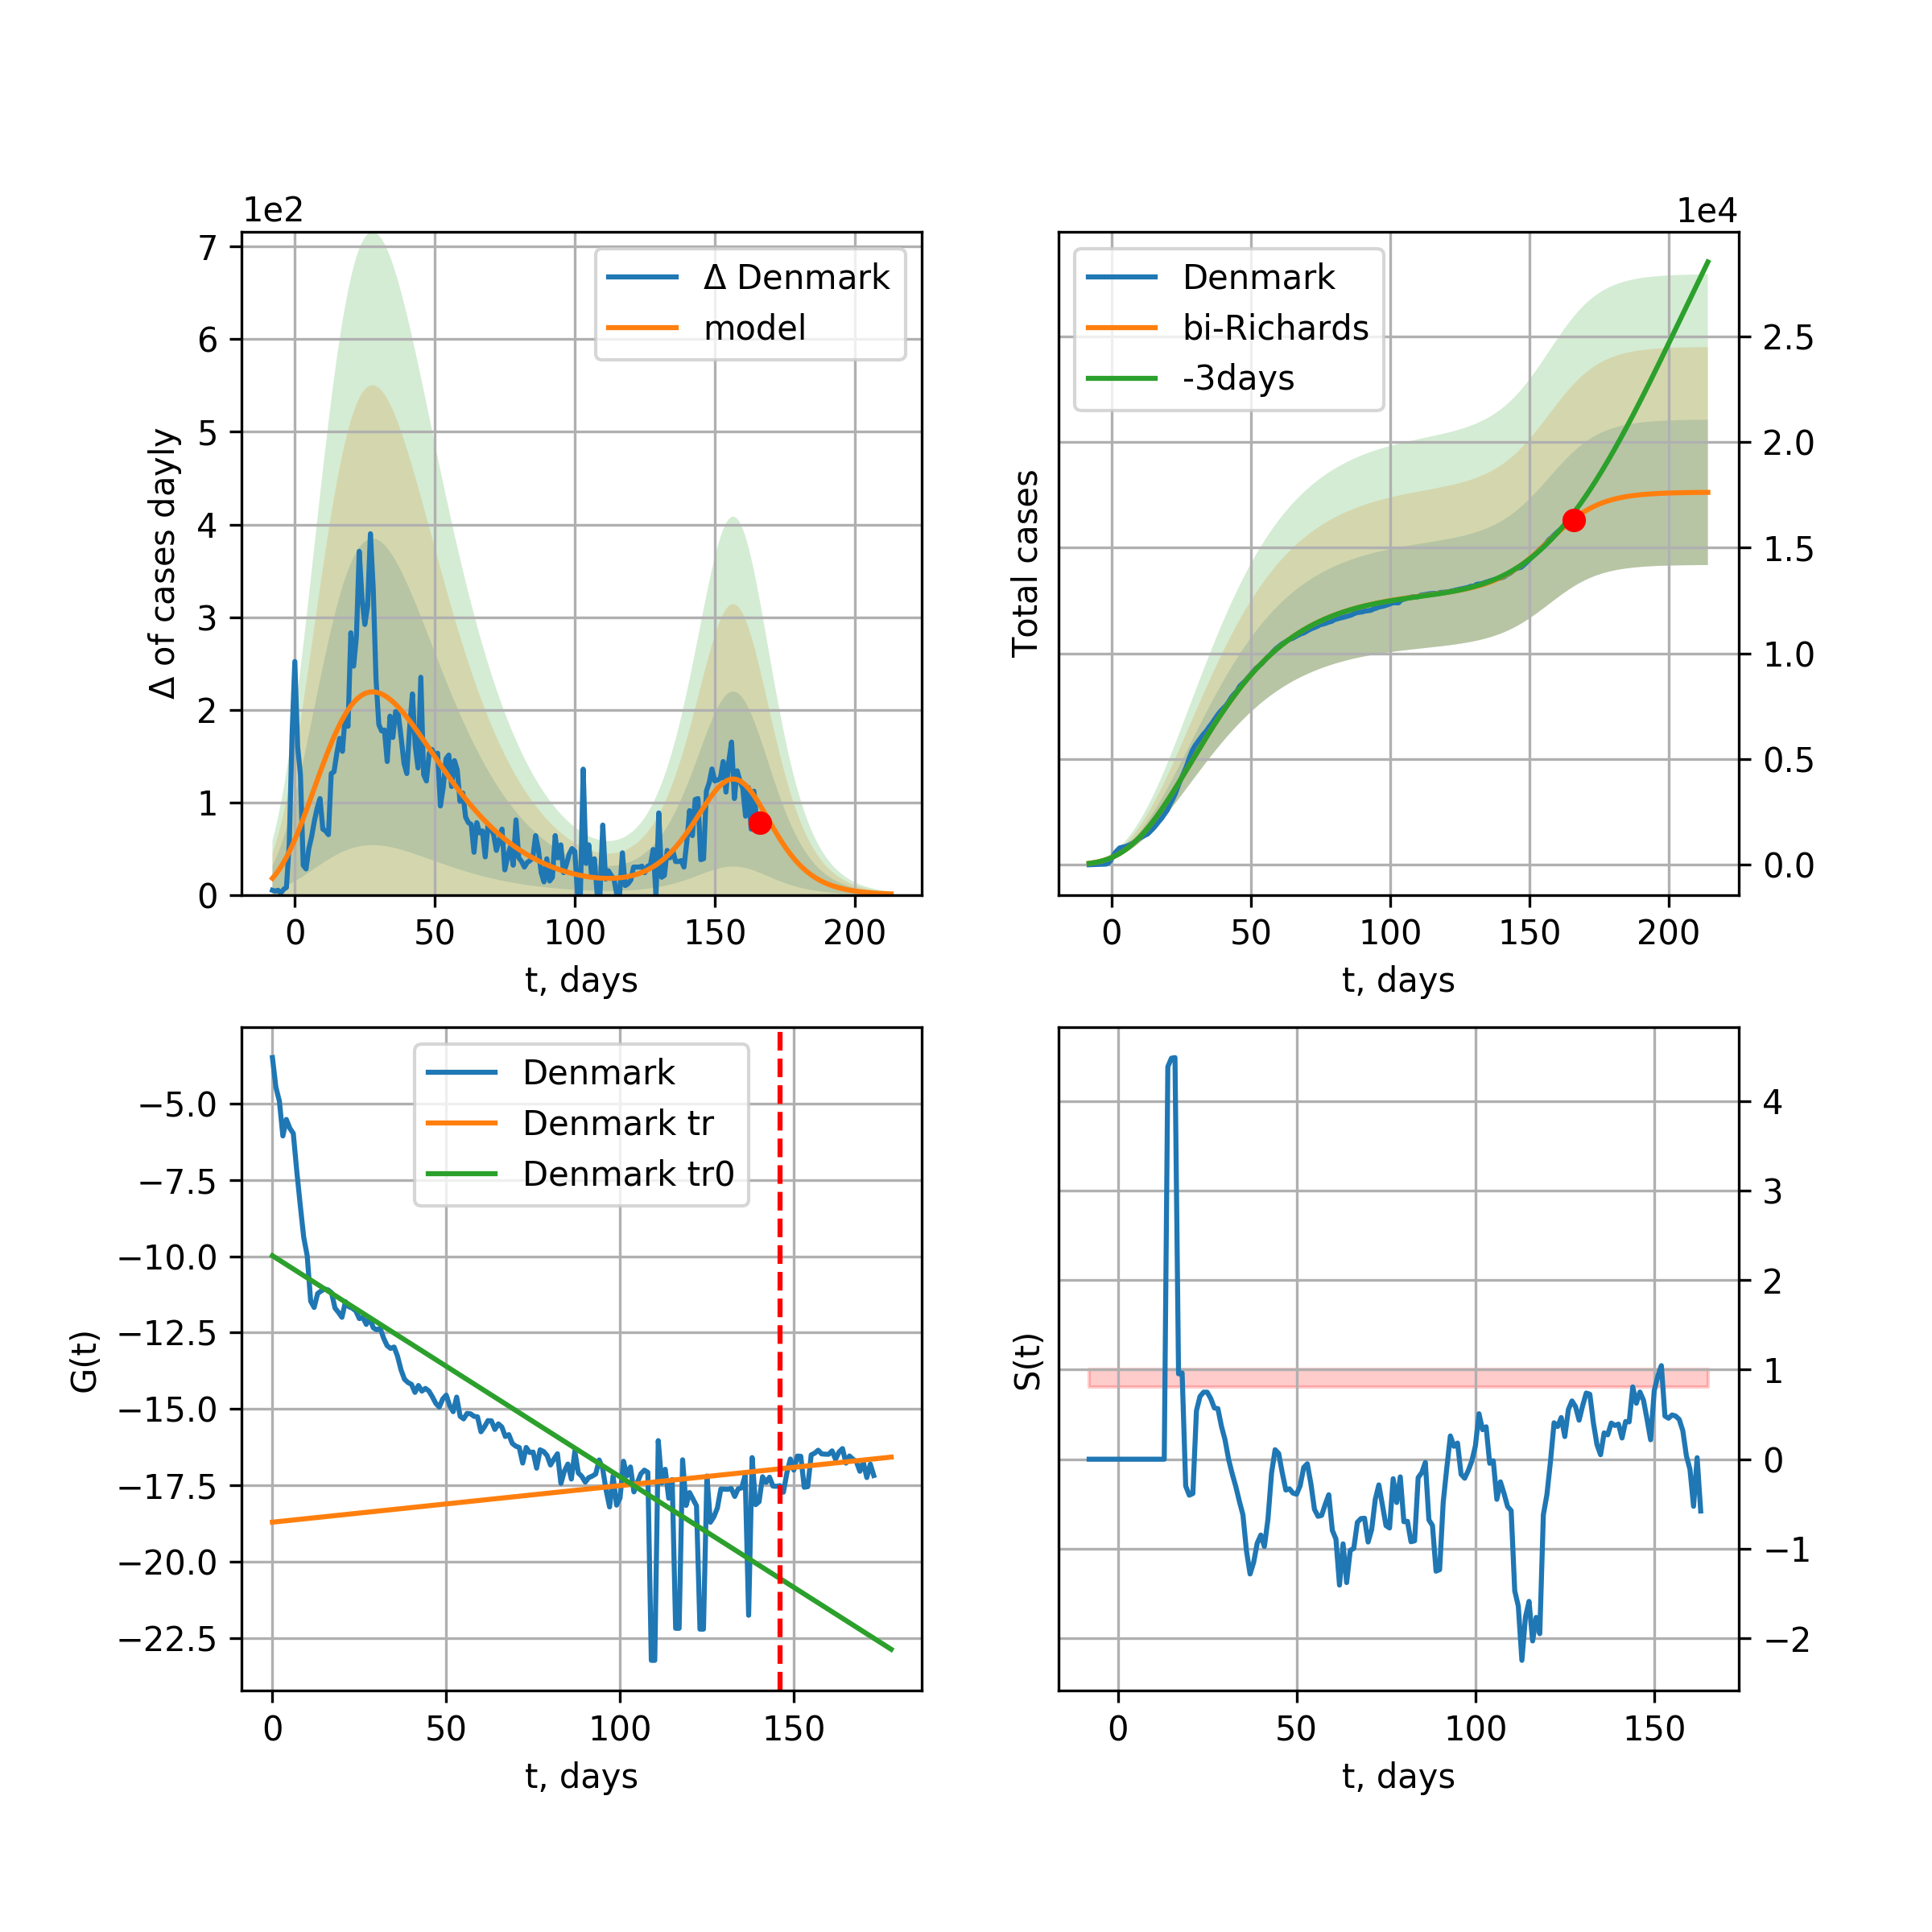 1e2
7
6
5
4
3
2
1
0
Δ of cases dayly
Δ Denmark
model
0 50 100 150 200
t, days
1e4
Denmark
bi-Richards
-3days
Total cases
2.5
2.0
1.5
1.0
0.5
0.0
0 50 100 150 200
t, days
Denmark
Denmark tr
Denmark tr0
G(t)
−5.0
−7.5
−10.0
−12.5
−15.0
−17.5
−20.0
−22.5
0 50 100 150
t, days
S(t)
4
3
2
1
0
−1
−2
0 50 100 150
t, days